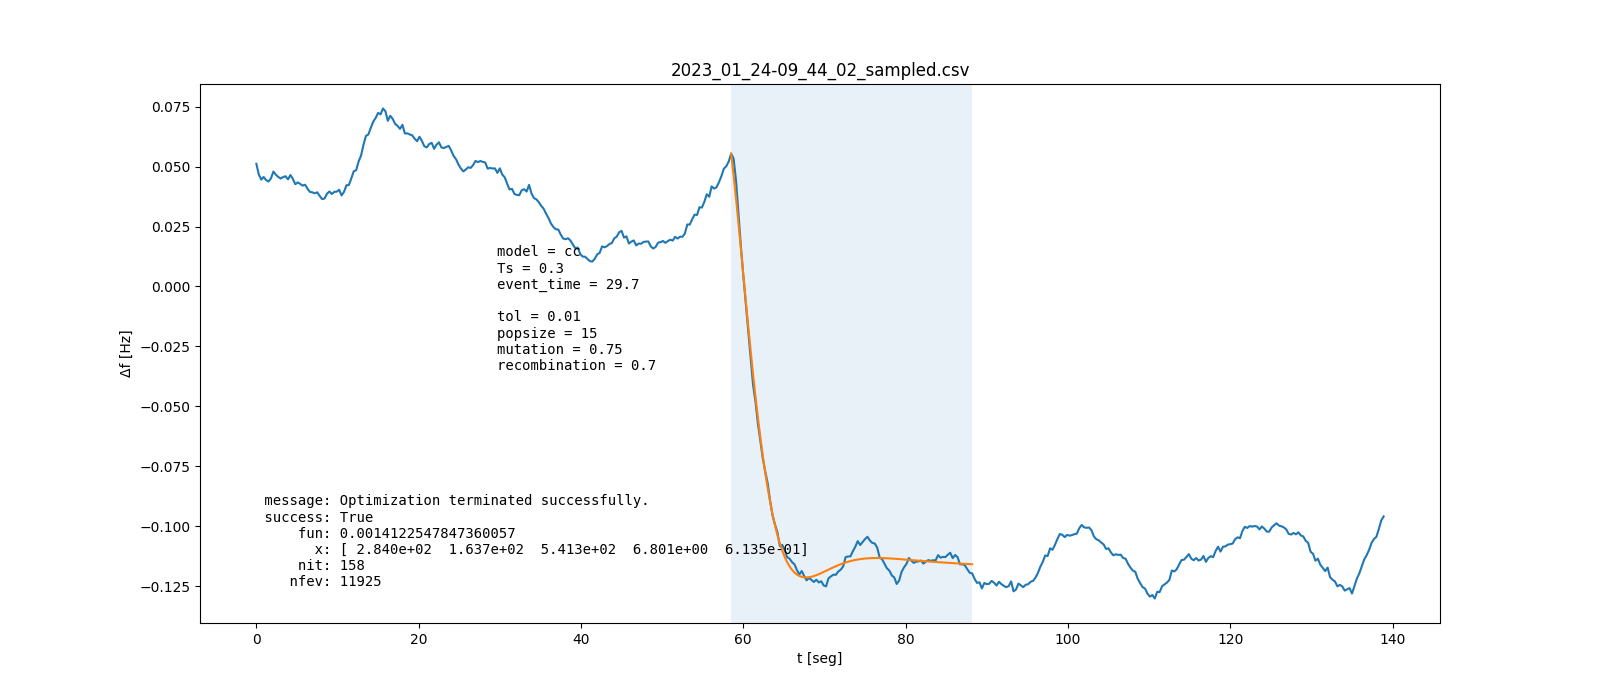 2023_01_24-09_44_02_sampled.csv
0.075
0.050
0.025
0.000
−0.025
−0.050
−0.075
−0.100
−0.125
Δf [Hz]
model = cc
Ts = 0.3
event_time = 29.7
tol = 0.01
popsize = 15
mutation = 0.75
recombination = 0.7
message: Optimization terminated successfully.
success: True
fun: 0.0014122547847360057
x: [ 2.840e+02  1.637e+02  5.413e+02  6.801e+00  6.135e-01]
nit: 158
nfev: 11925
0 20 40 60 80 100 120 140
t [seg]